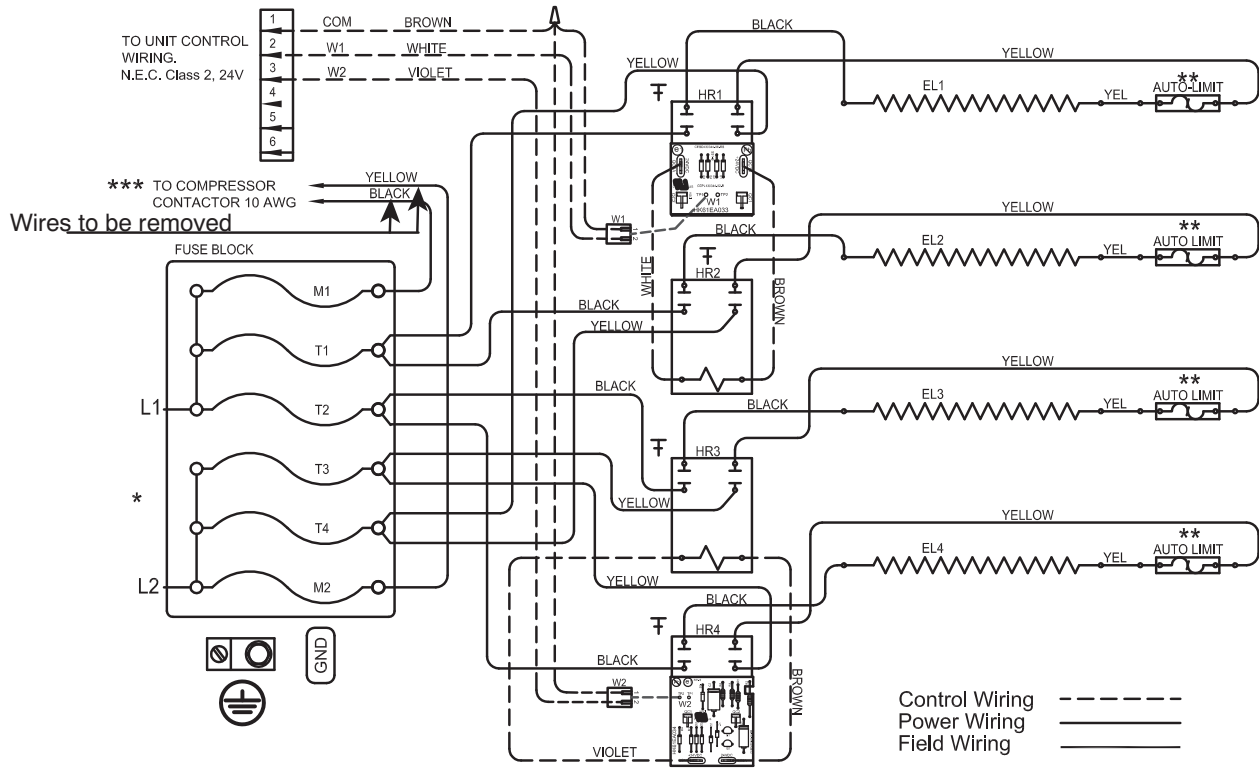 1
2
3
4
5
6
TO UNIT CONTROL
WIRING.
N.E.C. Class 2, 24V
COM BROWN
W1 WHITE
W2 VIOLET
BLACK
YELLOW
YELLOW
HR1
EL1
YEL
**
AUTO-LIMIT
*** TO COMPRESSOR
CONTACTOR 10 AWG
YELLOW
BLACK
Wires to be removed
W1
W1
HK61EA033
WHITE
BROWN
FUSE BLOCK
M1
T1
T2
T3
T4
M2
L1
*
L2
GND
BLACK
YELLOW
HR2
EL2
YEL
**
AUTO LIMIT
BLACK
YELLOW
BLACK
BLACK
YELLOW
HR3
EL3
YEL
**
AUTO LIMIT
YELLOW
YELLOW
BLACK
YELLOW
HR4
EL4
YEL
**
AUTO LIMIT
BLACK
W2
W2
BROWN
VIOLET
Control Wiring
Power Wiring
Field Wiring